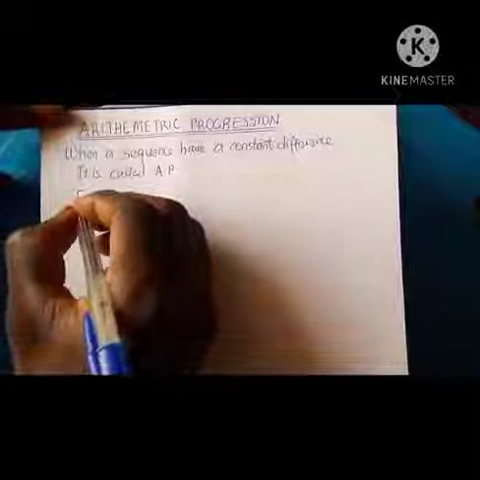 K
KINEMASTER
ARITHEMETRIC PROGRESSION
When a sequence have a constant difference
It is called A P